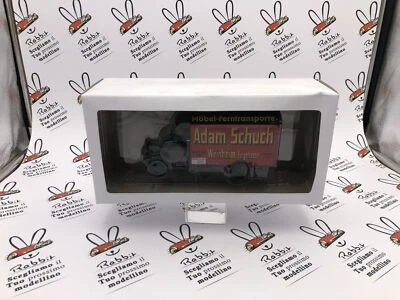 Möbel-Ferntransporte
Adam Schuch
Rabbit
Scegliamo il
Tuo prossimo
modellino